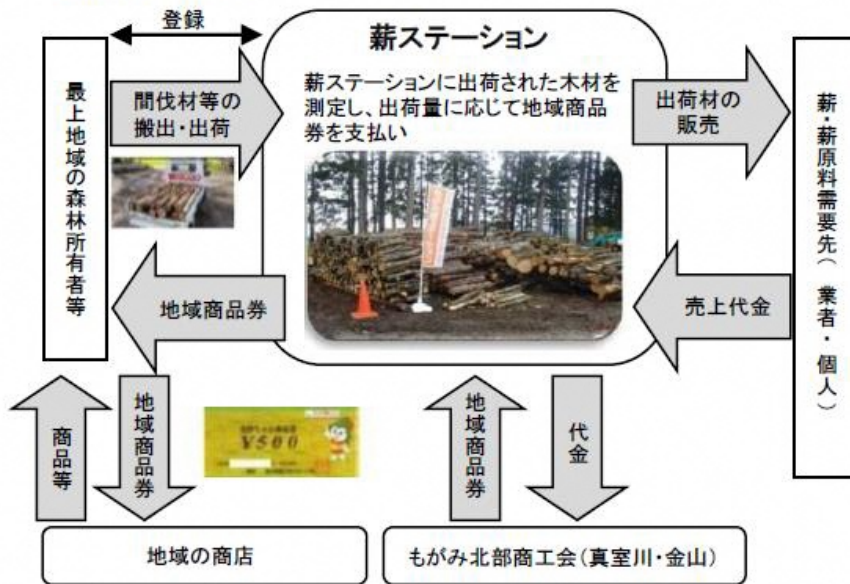 登録
薪ステーション
薪ステーションに出荷された木材を
測定し、出荷量に応じて地域商品
券を支払い
最上地域の森林所有者等
間伐材等の
搬出・出荷
出荷材の
販売
薪・薪原料需要先（業者・個人）
地域商品券
売上代金
商品等
地域商品券
¥500
地域商品券
代金
地域の商店
もがみ北部商工会（真室川・金山）